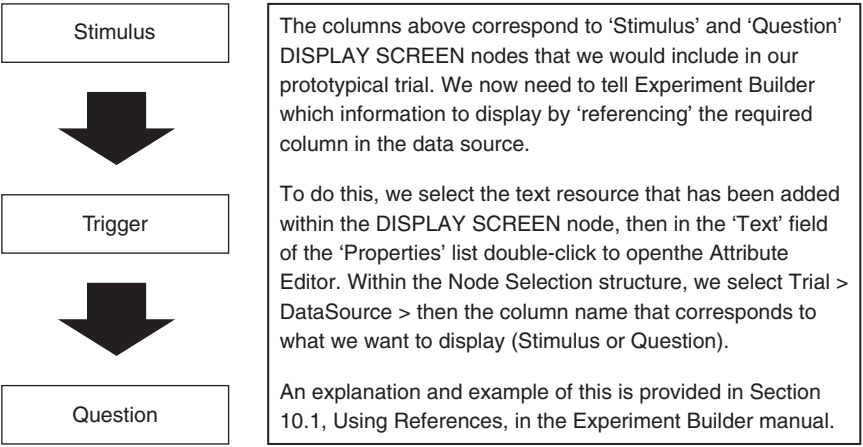 Stimulus
Trigger
Question
The columns above correspond to ‘Stimulus’ and ‘Question’
DISPLAY SCREEN nodes that we would include in our
prototypical trial. We now need to tell Experiment Builder
which information to display by ‘referencing’ the required
column in the data source.
To do this, we select the text resource that has been added
within the DISPLAY SCREEN node, then in the ‘Text’ field
of the ‘Properties’ list double-click to openthe Attribute
Editor. Within the Node Selection structure, we select Trial >
DataSource > then the column name that corresponds to
what we want to display (Stimulus or Question).
An explanation and example of this is provided in Section
10.1, Using References, in the Experiment Builder manual.